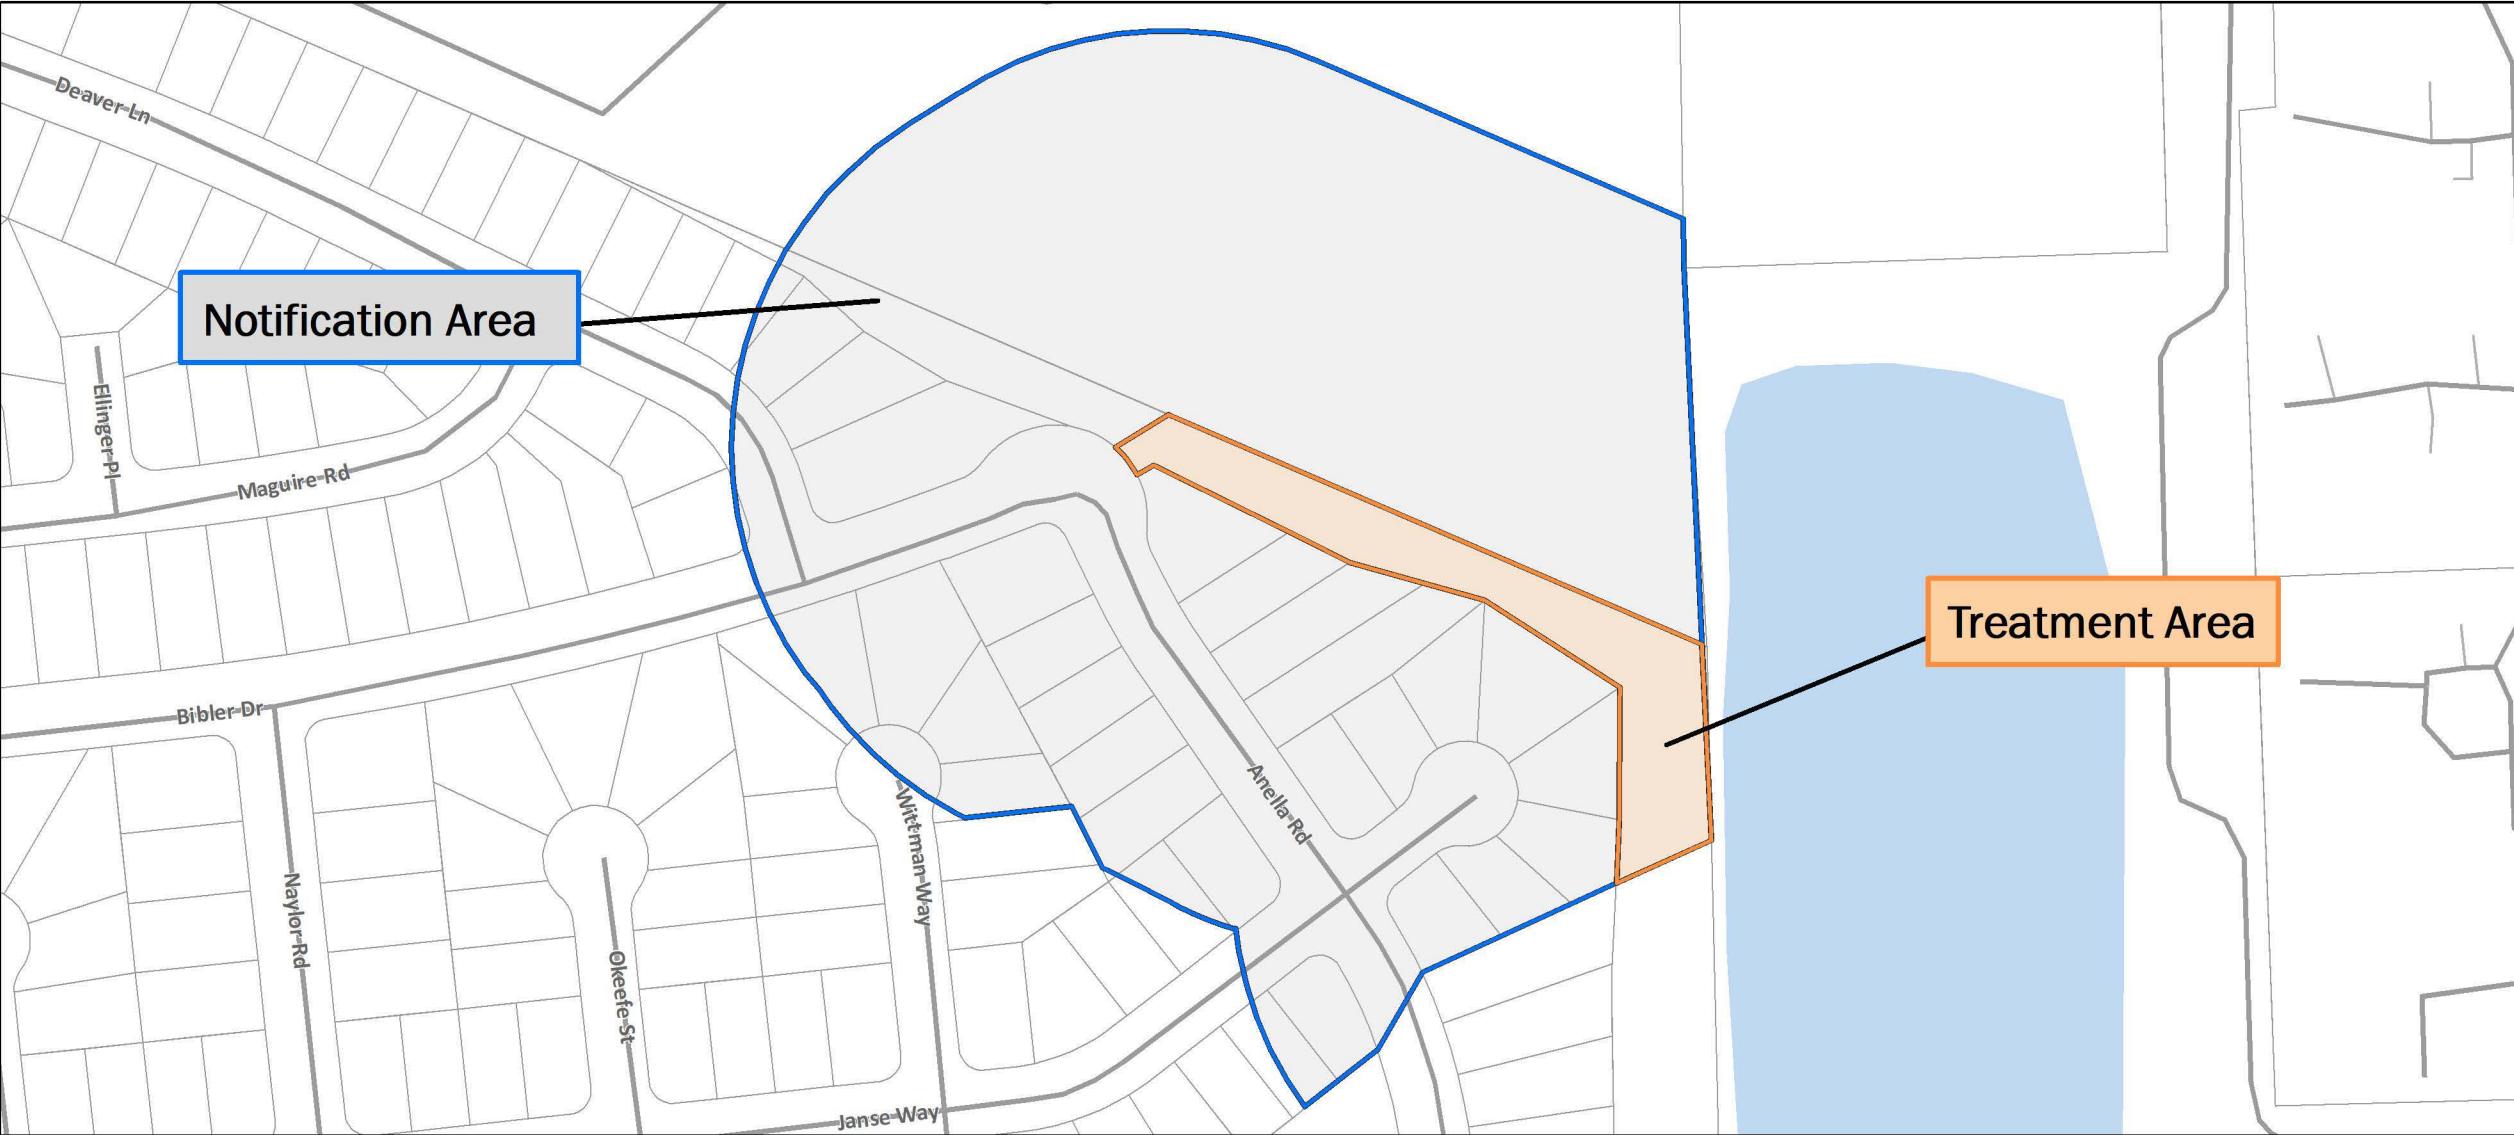 Deaver Ln
Notification Area
Ellinger Pl
Maguire Rd
Treatment Area
Bibler Dr
Anella Rd
Wittman Way
Naylor Rd
Okeefe St
Janse Way